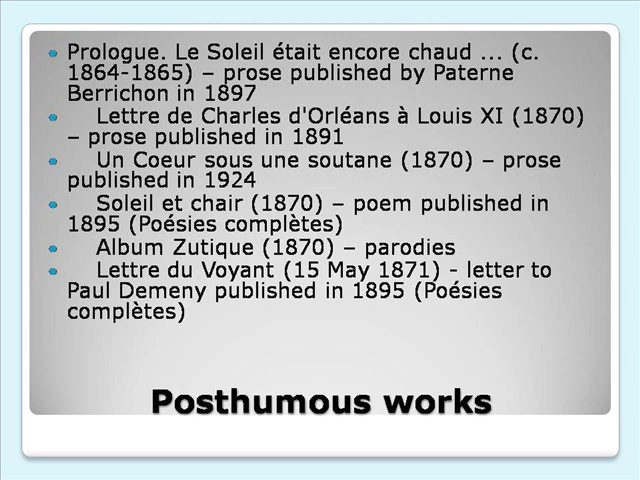 Prologue. Le Soleil était encore chaud ... (c.
1864-1865) – prose published by Paterne
Berrichon in 1897
Lettre de Charles d'Orléans à Louis XI (1870)
– prose published in 1891
Un Coeur sous une soutane (1870) – prose
published in 1924
Soleil et chair (1870) – poem published in
1895 (Poésies complètes)
Album Zutique (1870) – parodies
Lettre du Voyant (15 May 1871) - letter to
Paul Demeny published in 1895 (Poésies
complètes)
Posthumous works